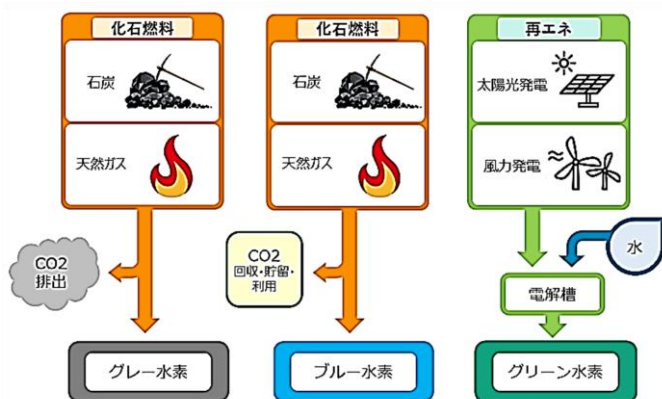 化石燃料
石炭
天然ガス
CO2
排出
グレー水素
化石燃料
石炭
天然ガス
CO2
回収・貯留・
利用
ブルー水素
再エネ
太陽光発電
風力発電
水
電解槽
グリーン水素